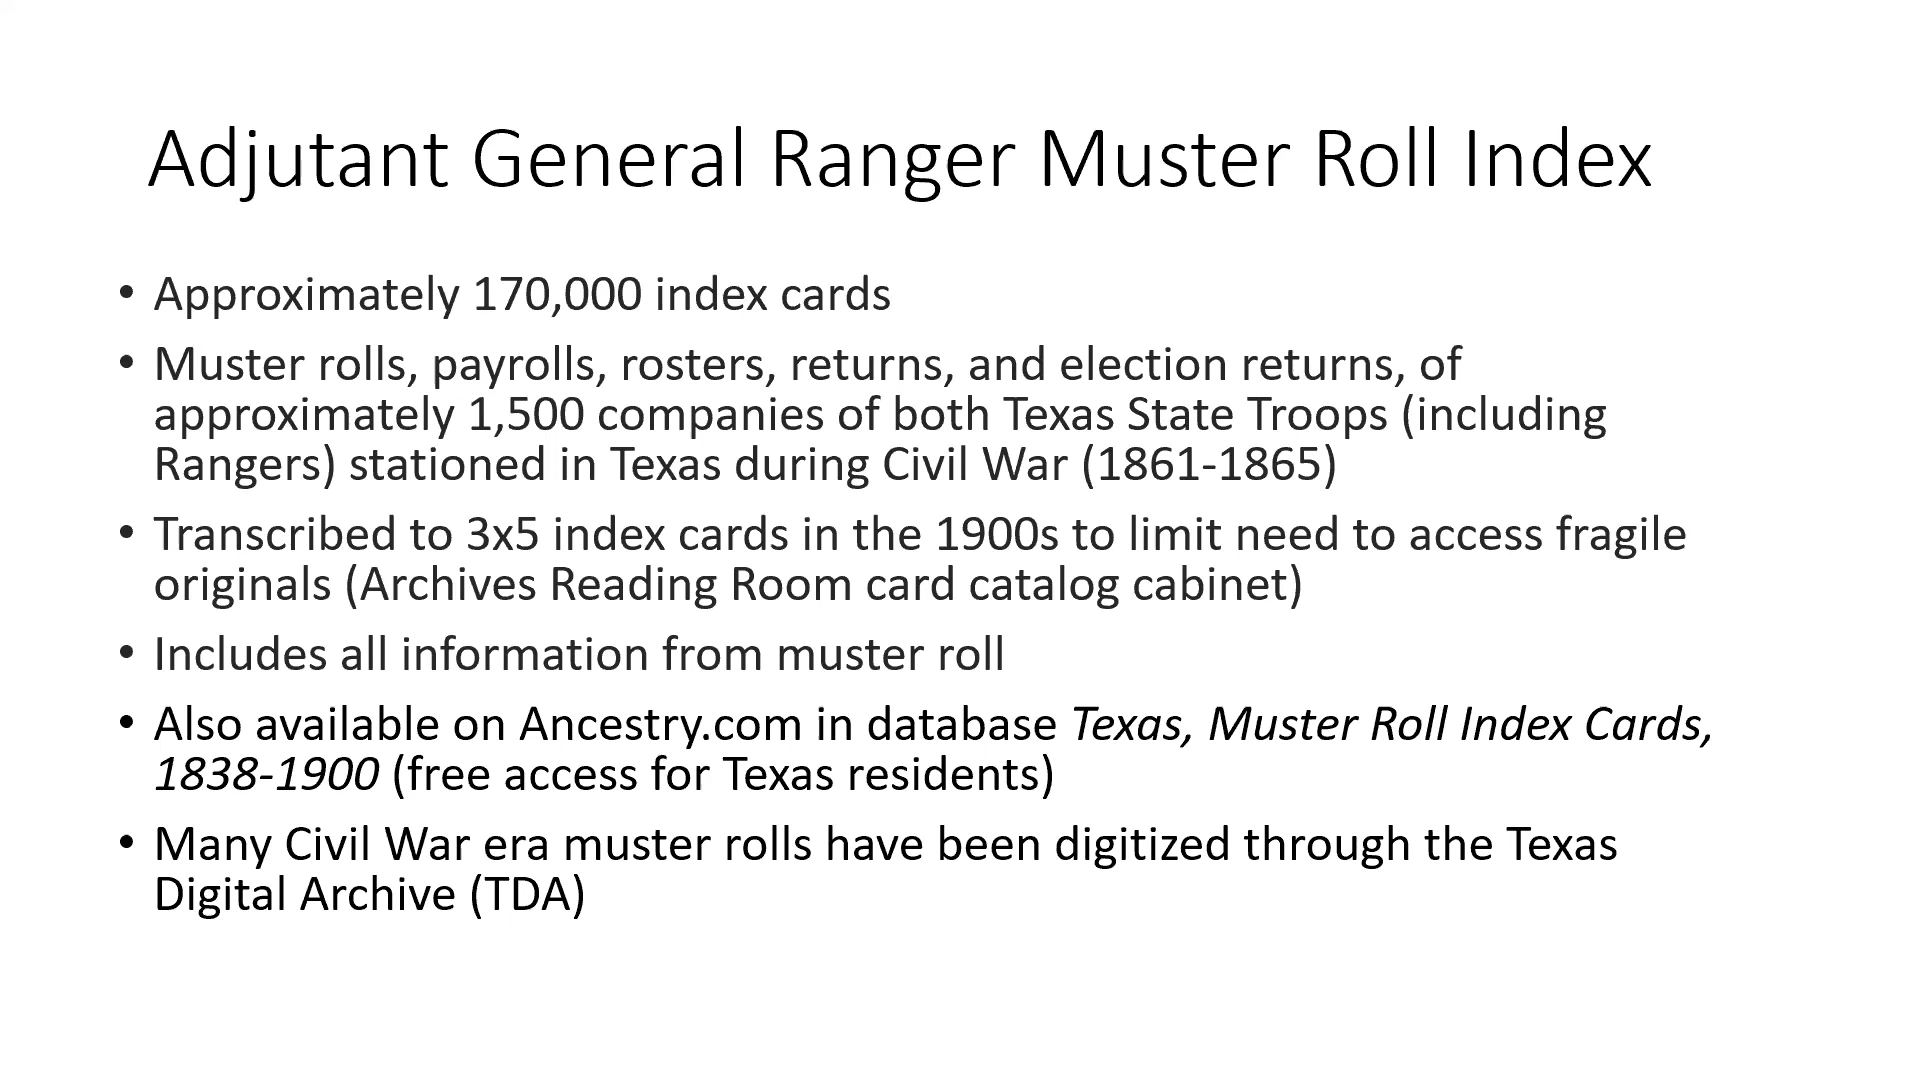 Adjutant General Ranger Muster Roll Index
• Approximately 170,000 index cards
• Muster rolls, payrolls, rosters, returns, and election returns, of
approximately 1,500 companies of both Texas State Troops (including
Rangers) stationed in Texas during Civil War (1861-1865)
• Transcribed to 3x5 index cards in the 1900s to limit need to access fragile
originals (Archives Reading Room card catalog cabinet)
• Includes all information from muster roll
• Also available on Ancestry.com in database Texas, Muster Roll Index Cards,
1838-1900 (free access for Texas residents)
• Many Civil War era muster rolls have been digitized through the Texas
Digital Archive (TDA)